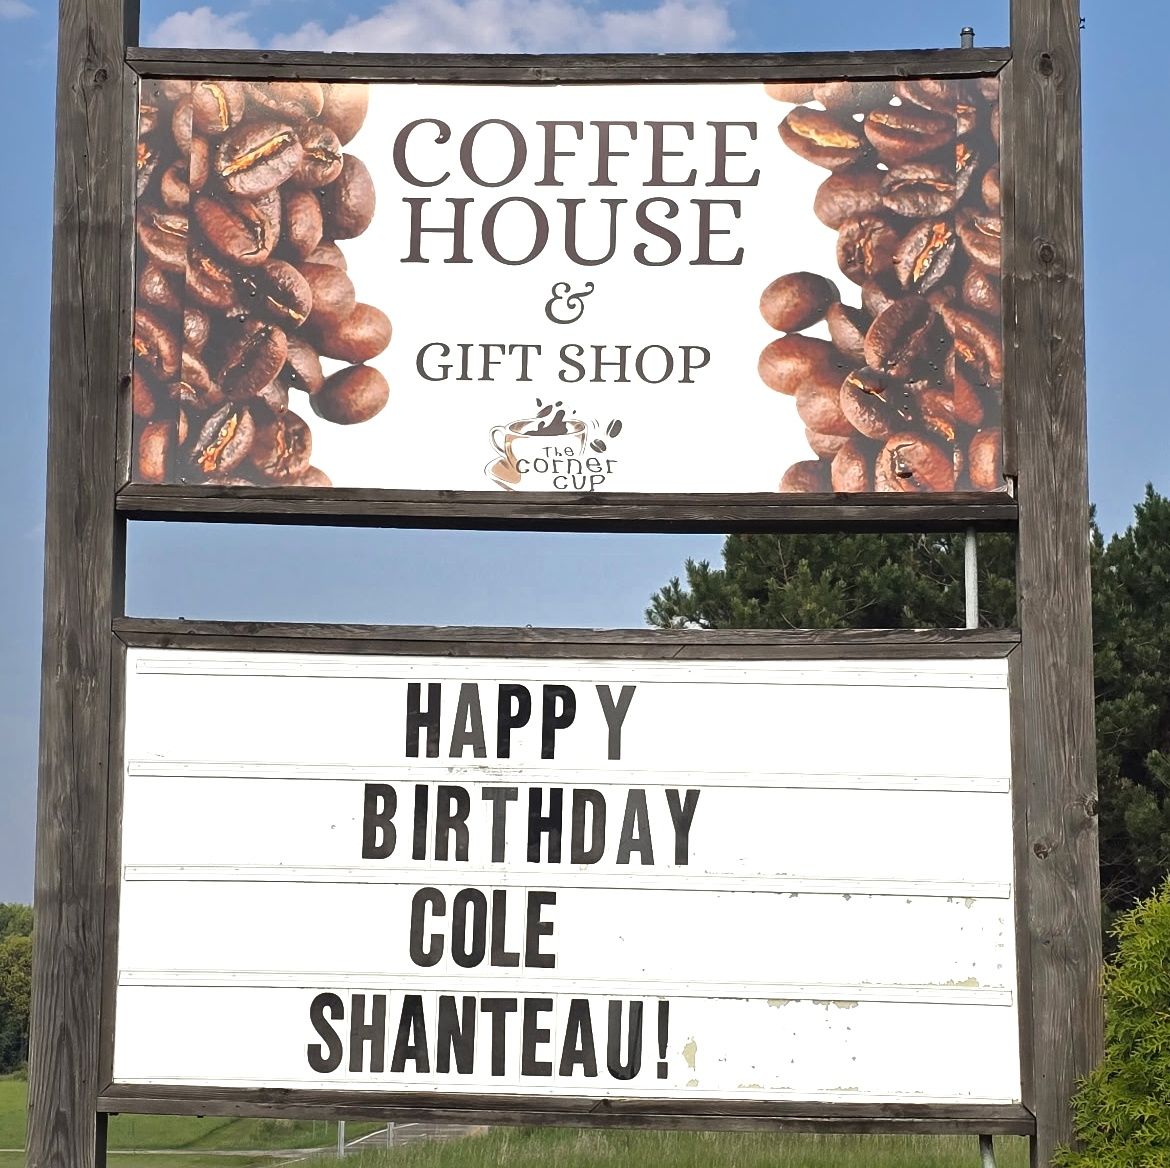 COFFEE
HOUSE
&
GIFT SHOP
The
corner
cup
HAPPY
BIRTHDAY
COLE
SHANTEAU!